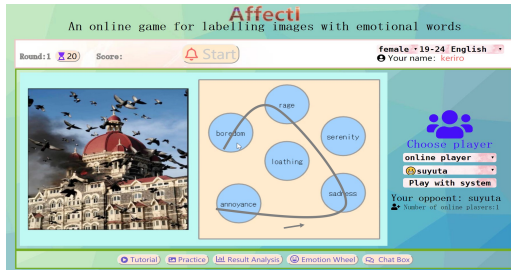 Affecti
An online game for labelling images with emotional words
Round:1 20) Score: Start
female 19-24 English
Your name: keriro
rage
boredom
serenity
loathing
annoyance
sadness
Choose player
online player
suyuta
Play with system
Your oppoent: suyuta
Number of online players:1
Tutorial) Practice) Result Analysis) Emotion Wheel) Chat Box)